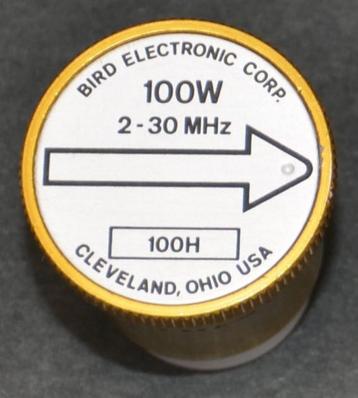 BIRD ELECTRONIC CORP.
100W
2-30 MHz
100H
CLEVELAND, OHIO USA